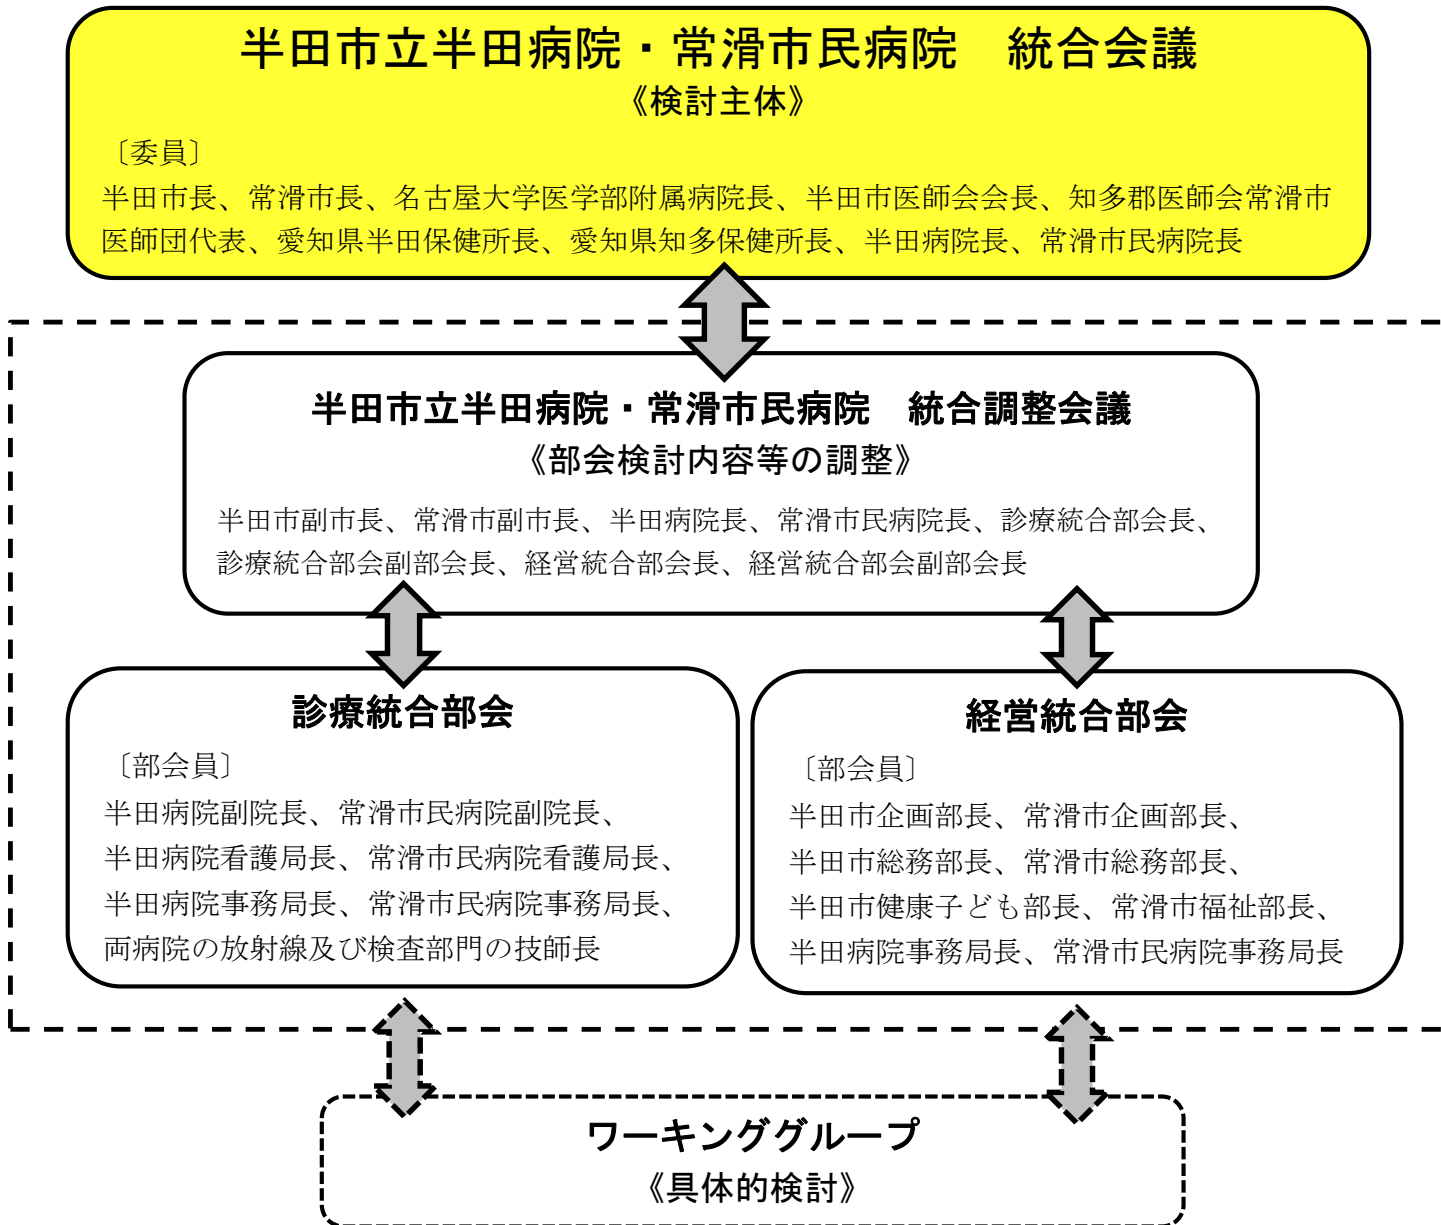 半田市立半田病院・常滑市民病院　統合会議
《検討主体》
〔委員〕
半田市長、常滑市長、名古屋大学医学部附属病院長、半田市医師会会長、知多郡医師会常滑市
医師団代表、愛知県半田保健所長、愛知県知多保健所長、半田病院長、常滑市民病院長
半田市立半田病院・常滑市民病院　統合調整会議
《部会検討内容等の調整》
半田市副市長、常滑市副市長、半田病院長、常滑市民病院長、診療統合部会長、
診療統合部会副部会長、経営統合部会長、経営統合部会副部会長
診療統合部会
〔部会員〕
半田病院副院長、常滑市民病院副院長、
半田病院看護局長、常滑市民病院看護局長、
半田病院事務局長、常滑市民病院事務局長、
両病院の放射線及び検査部門の技師長
経営統合部会
〔部会員〕
半田市企画部長、常滑市企画部長、
半田市総務部長、常滑市総務部長、
半田市健康子ども部長、常滑市福祉部長、
半田病院事務局長、常滑市民病院事務局長
ワーキンググループ
《具体的検討》